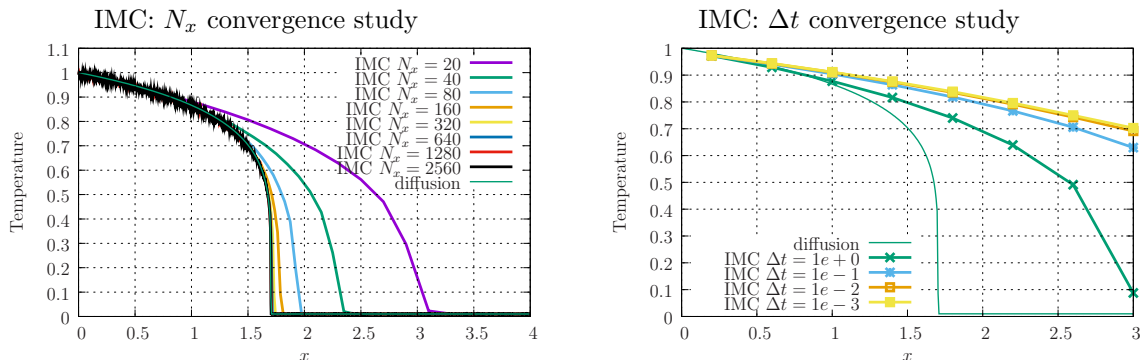 IMC: N_x convergence study
Temperature
1.1
1
0.9
0.8
0.7
0.6
0.5
0.4
0.3
0.2
0.1
0
IMC N_x = 20
IMC N_x = 40
IMC N_x = 80
IMC N_x = 160
IMC N_x = 320
IMC N_x = 640
IMC N_x = 1280
IMC N_x = 2560
diffusion
0 0.5 1 1.5 2 2.5 3 3.5 4
x
IMC: Δt convergence study
Temperature
1
0.9
0.8
0.7
0.6
0.5
0.4
0.3
0.2
0.1
0
diffusion
IMC Δt = 1e + 0
IMC Δt = 1e − 1
IMC Δt = 1e − 2
IMC Δt = 1e − 3
0 0.5 1 1.5 2 2.5 3
x